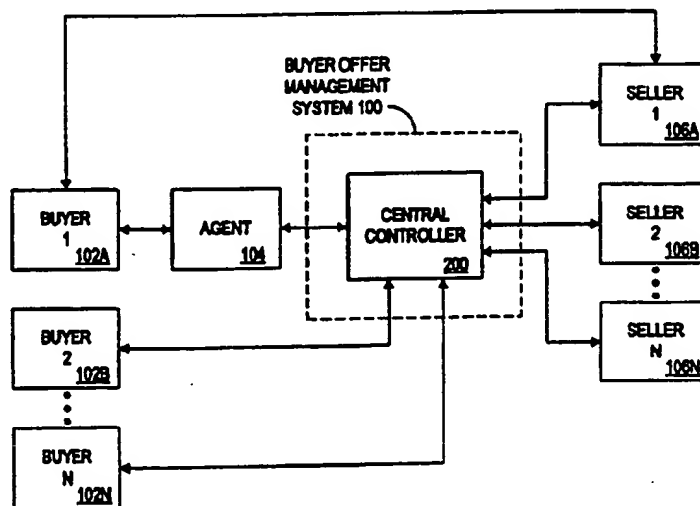 BUYER OFFER
MANAGEMENT
SYSTEM 100
SELLER
1
106A
BUYER
1
102A
AGENT
104
CENTRAL
CONTROLLER
200
SELLER
2
106B
BUYER
2
102B
SELLER
N
106N
BUYER
N
102N